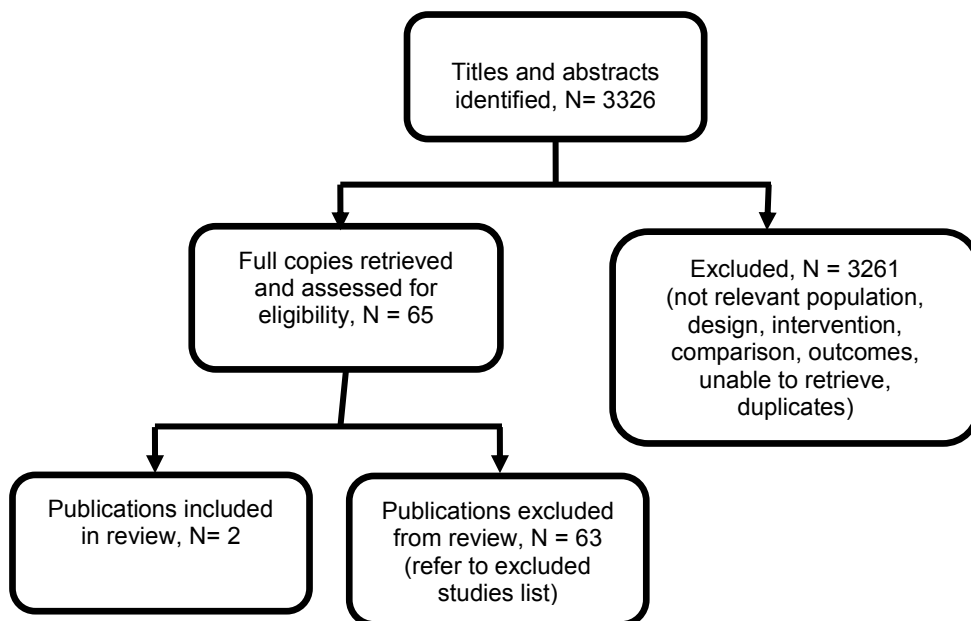 Titles and abstracts
identified, N= 3326
Full copies retrieved
and assessed for
eligibility, N = 65
Excluded, N = 3261
(not relevant population,
design, intervention,
comparison, outcomes,
unable to retrieve,
duplicates)
Publications included
in review, N= 2
Publications excluded
from review, N = 63
(refer to excluded
studies list)